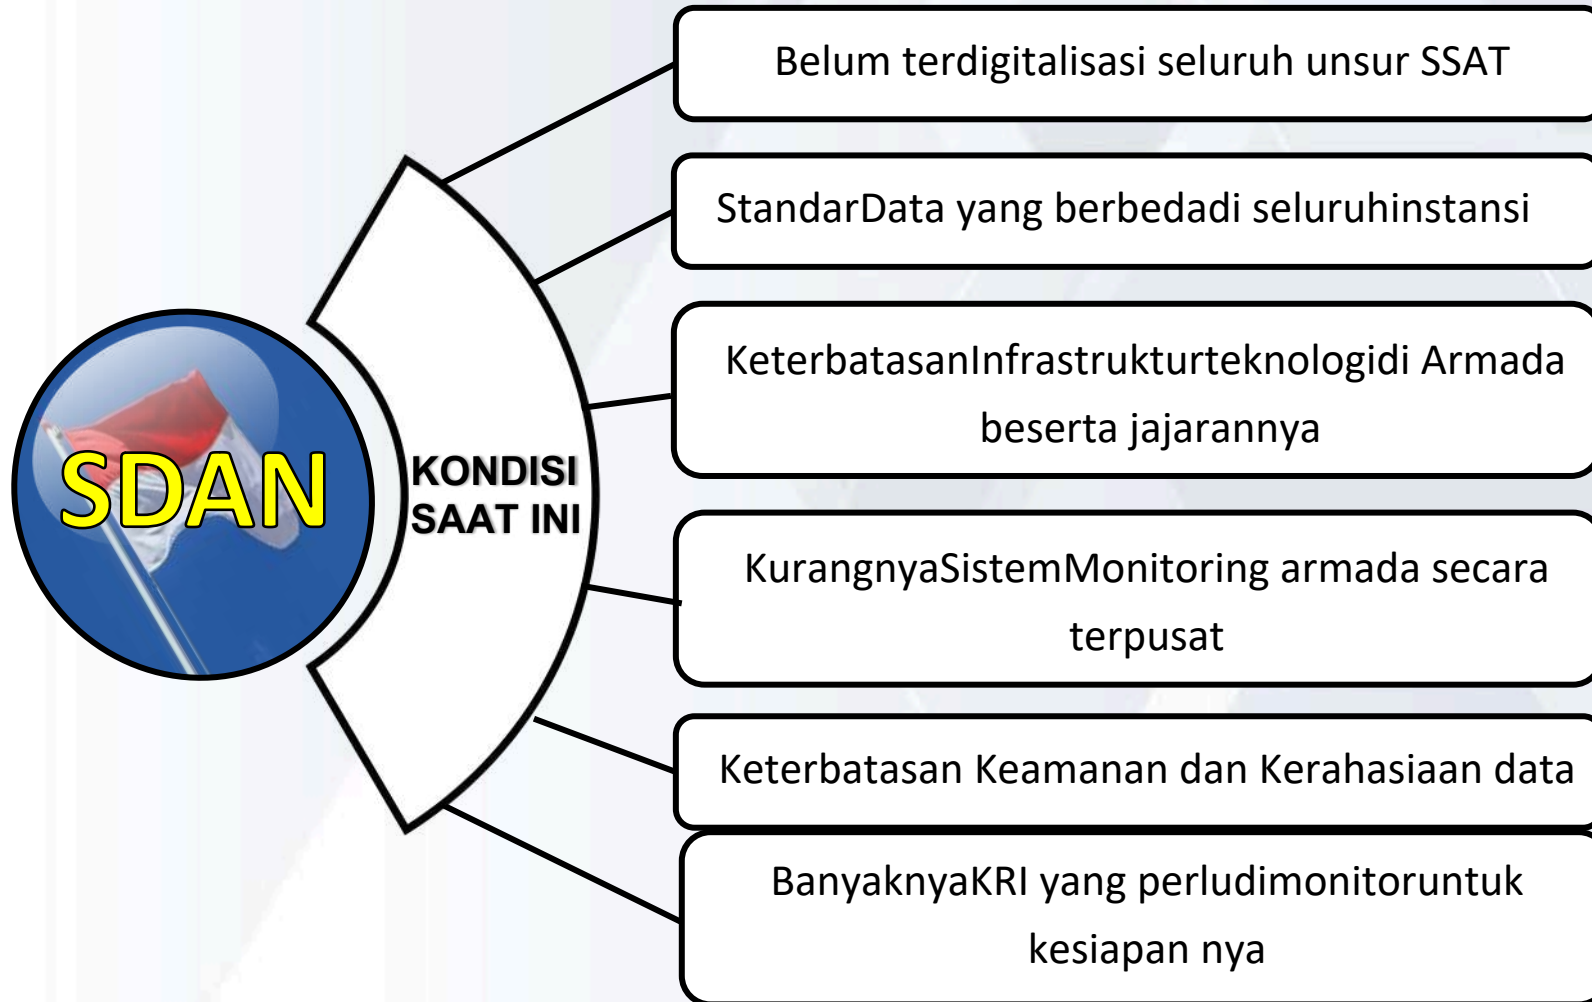 SDAN
KONDISI
SAAT INI
Belum terdigitalisasi seluruh unsur SSAT
StandarData yang berbedadi seluruhinstansi
KeterbatasanInfrastrukturteknologidi Armada
beserta jajarannya
KurangnyaSistemMonitoring armada secara
terpusat
Keterbatasan Keamanan dan Kerahasiaan data
BanyaknyaKRI yang perludimonitoruntuk
kesiapan nya